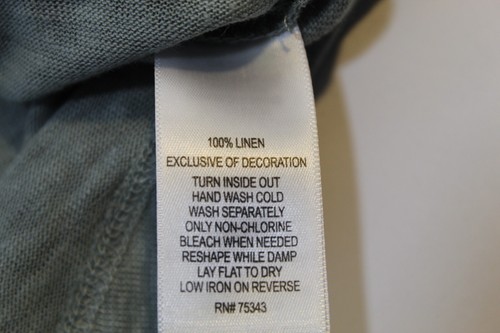 100% LINEN
EXCLUSIVE OF DECORATION
TURN INSIDE OUT
HAND WASH COLD
WASH SEPARATELY
ONLY NON-CHLORINE
BLEACH WHEN NEEDED
RESHAPE WHILE DAMP
LAY FLAT TO DRY
LOW IRON ON REVERSE
RN# 75343